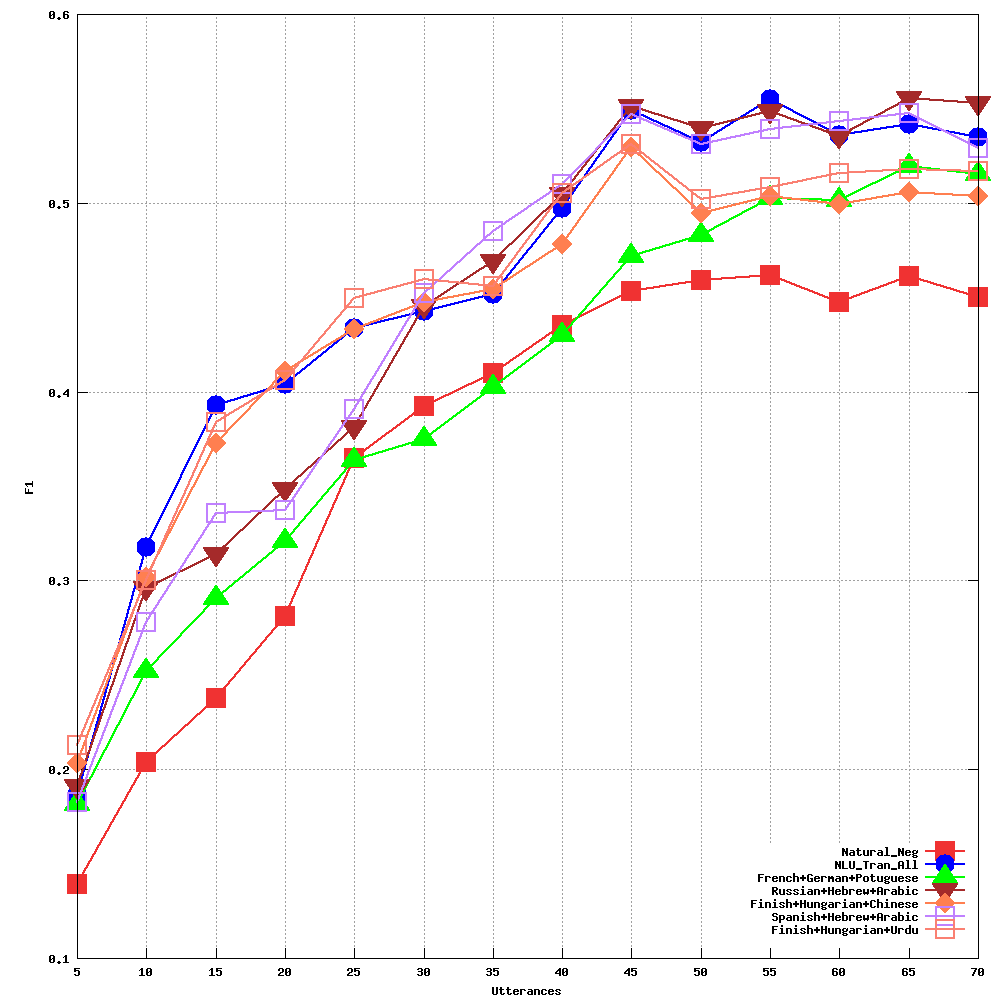 0.6
0.5
0.4
0.3
0.2
0.1
F1
Natural_Neg
NLU_Tran_All
French+German+Potuguese
Russian+Hebrew+Arabic
Finish+Hungarian+Chinese
Spanish+Hebrew+Arabic
Finish+Hungarian+Urdu
5 10 15 20 25 30 35 40 45 50 55 60 65 70
Utterances